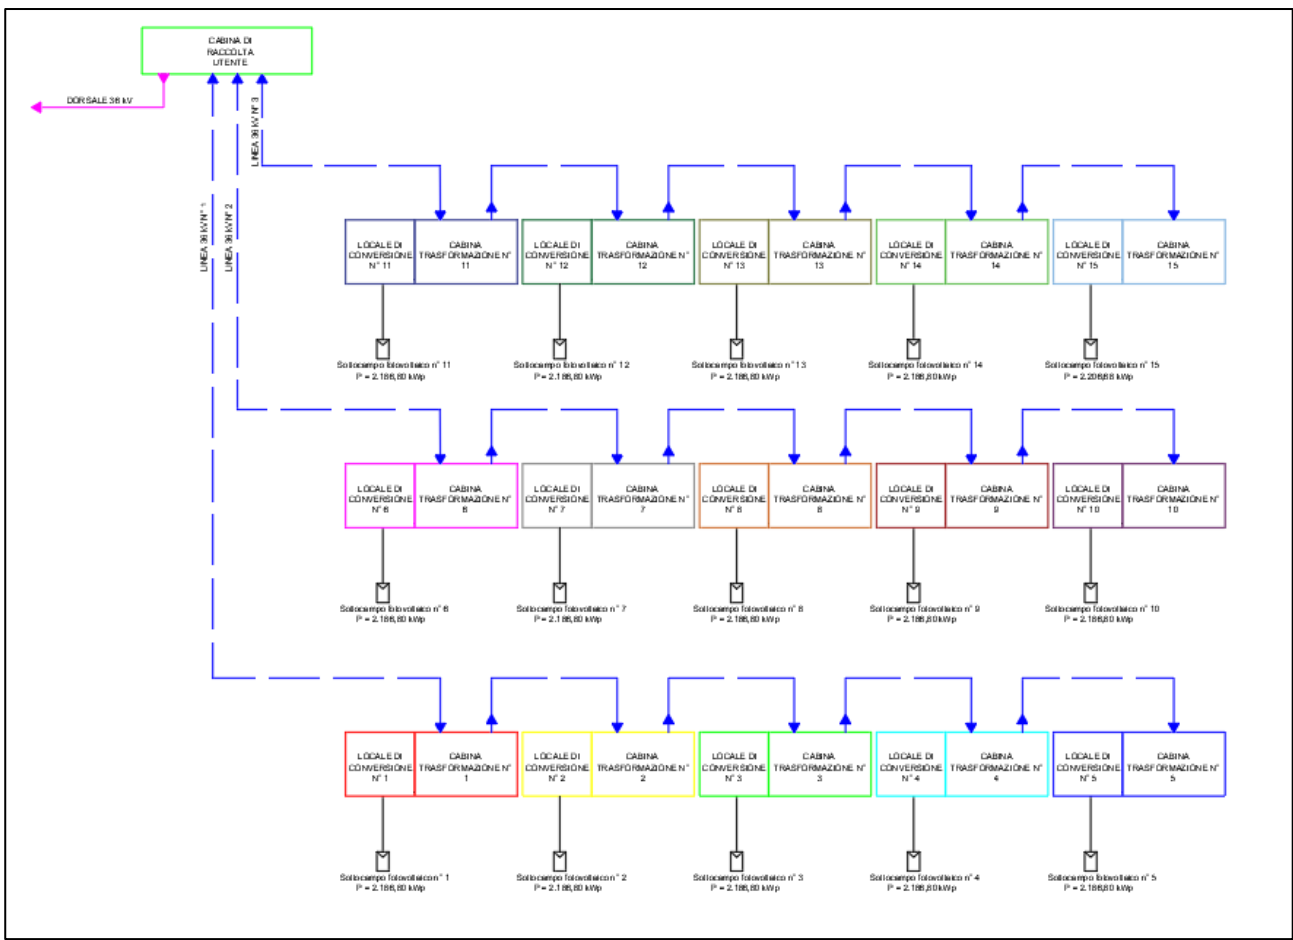 CABINA DI
RACCOLTA
UTENTE
DORSALE 36 kV
LINEA 36 kV N° 3
LINEA 36 kV N° 1
LINEA 36 kV N° 2
LOCALE DI
CONVERSIONE
N° 11
CABINA
TRASFORMAZIONE N°
11
LOCALE DI
CONVERSIONE
N° 12
CABINA
TRASFORMAZIONE N°
12
LOCALE DI
CONVERSIONE
N° 13
CABINA
TRASFORMAZIONE N°
13
LOCALE DI
CONVERSIONE
N° 14
CABINA
TRASFORMAZIONE N°
14
LOCALE DI
CONVERSIONE
N° 15
CABINA
TRASFORMAZIONE N°
15
Sottocampo fotovoltaico n° 11
P = 2.186,80 kWp
Sottocampo fotovoltaico n° 12
P = 2.186,80 kWp
Sottocampo fotovoltaico n° 13
P = 2.186,80 kWp
Sottocampo fotovoltaico n° 14
P = 2.186,80 kWp
Sottocampo fotovoltaico n° 15
P = 2.206,68 kWp
LOCALE DI
CONVERSIONE
N° 6
CABINA
TRASFORMAZIONE N°
6
LOCALE DI
CONVERSIONE
N° 7
CABINA
TRASFORMAZIONE N°
7
LOCALE DI
CONVERSIONE
N° 8
CABINA
TRASFORMAZIONE N°
8
LOCALE DI
CONVERSIONE
N° 9
CABINA
TRASFORMAZIONE N°
9
LOCALE DI
CONVERSIONE
N° 10
CABINA
TRASFORMAZIONE N°
10
Sottocampo fotovoltaico n° 6
P = 2.186,80 kWp
Sottocampo fotovoltaico n° 7
P = 2.186,80 kWp
Sottocampo fotovoltaico n° 8
P = 2.186,80 kWp
Sottocampo fotovoltaico n° 9
P = 2.186,80 kWp
Sottocampo fotovoltaico n° 10
P = 2.186,80 kWp
LOCALE DI
CONVERSIONE
N° 1
CABINA
TRASFORMAZIONE N°
1
LOCALE DI
CONVERSIONE
N° 2
CABINA
TRASFORMAZIONE N°
2
LOCALE DI
CONVERSIONE
N° 3
CABINA
TRASFORMAZIONE N°
3
LOCALE DI
CONVERSIONE
N° 4
CABINA
TRASFORMAZIONE N°
4
LOCALE DI
CONVERSIONE
N° 5
CABINA
TRASFORMAZIONE N°
5
Sottocampo fotovoltaico n° 1
P = 2.186,80 kWp
Sottocampo fotovoltaico n° 2
P = 2.186,80 kWp
Sottocampo fotovoltaico n° 3
P = 2.186,80 kWp
Sottocampo fotovoltaico n° 4
P = 2.186,80 kWp
Sottocampo fotovoltaico n° 5
P = 2.186,80 kWp